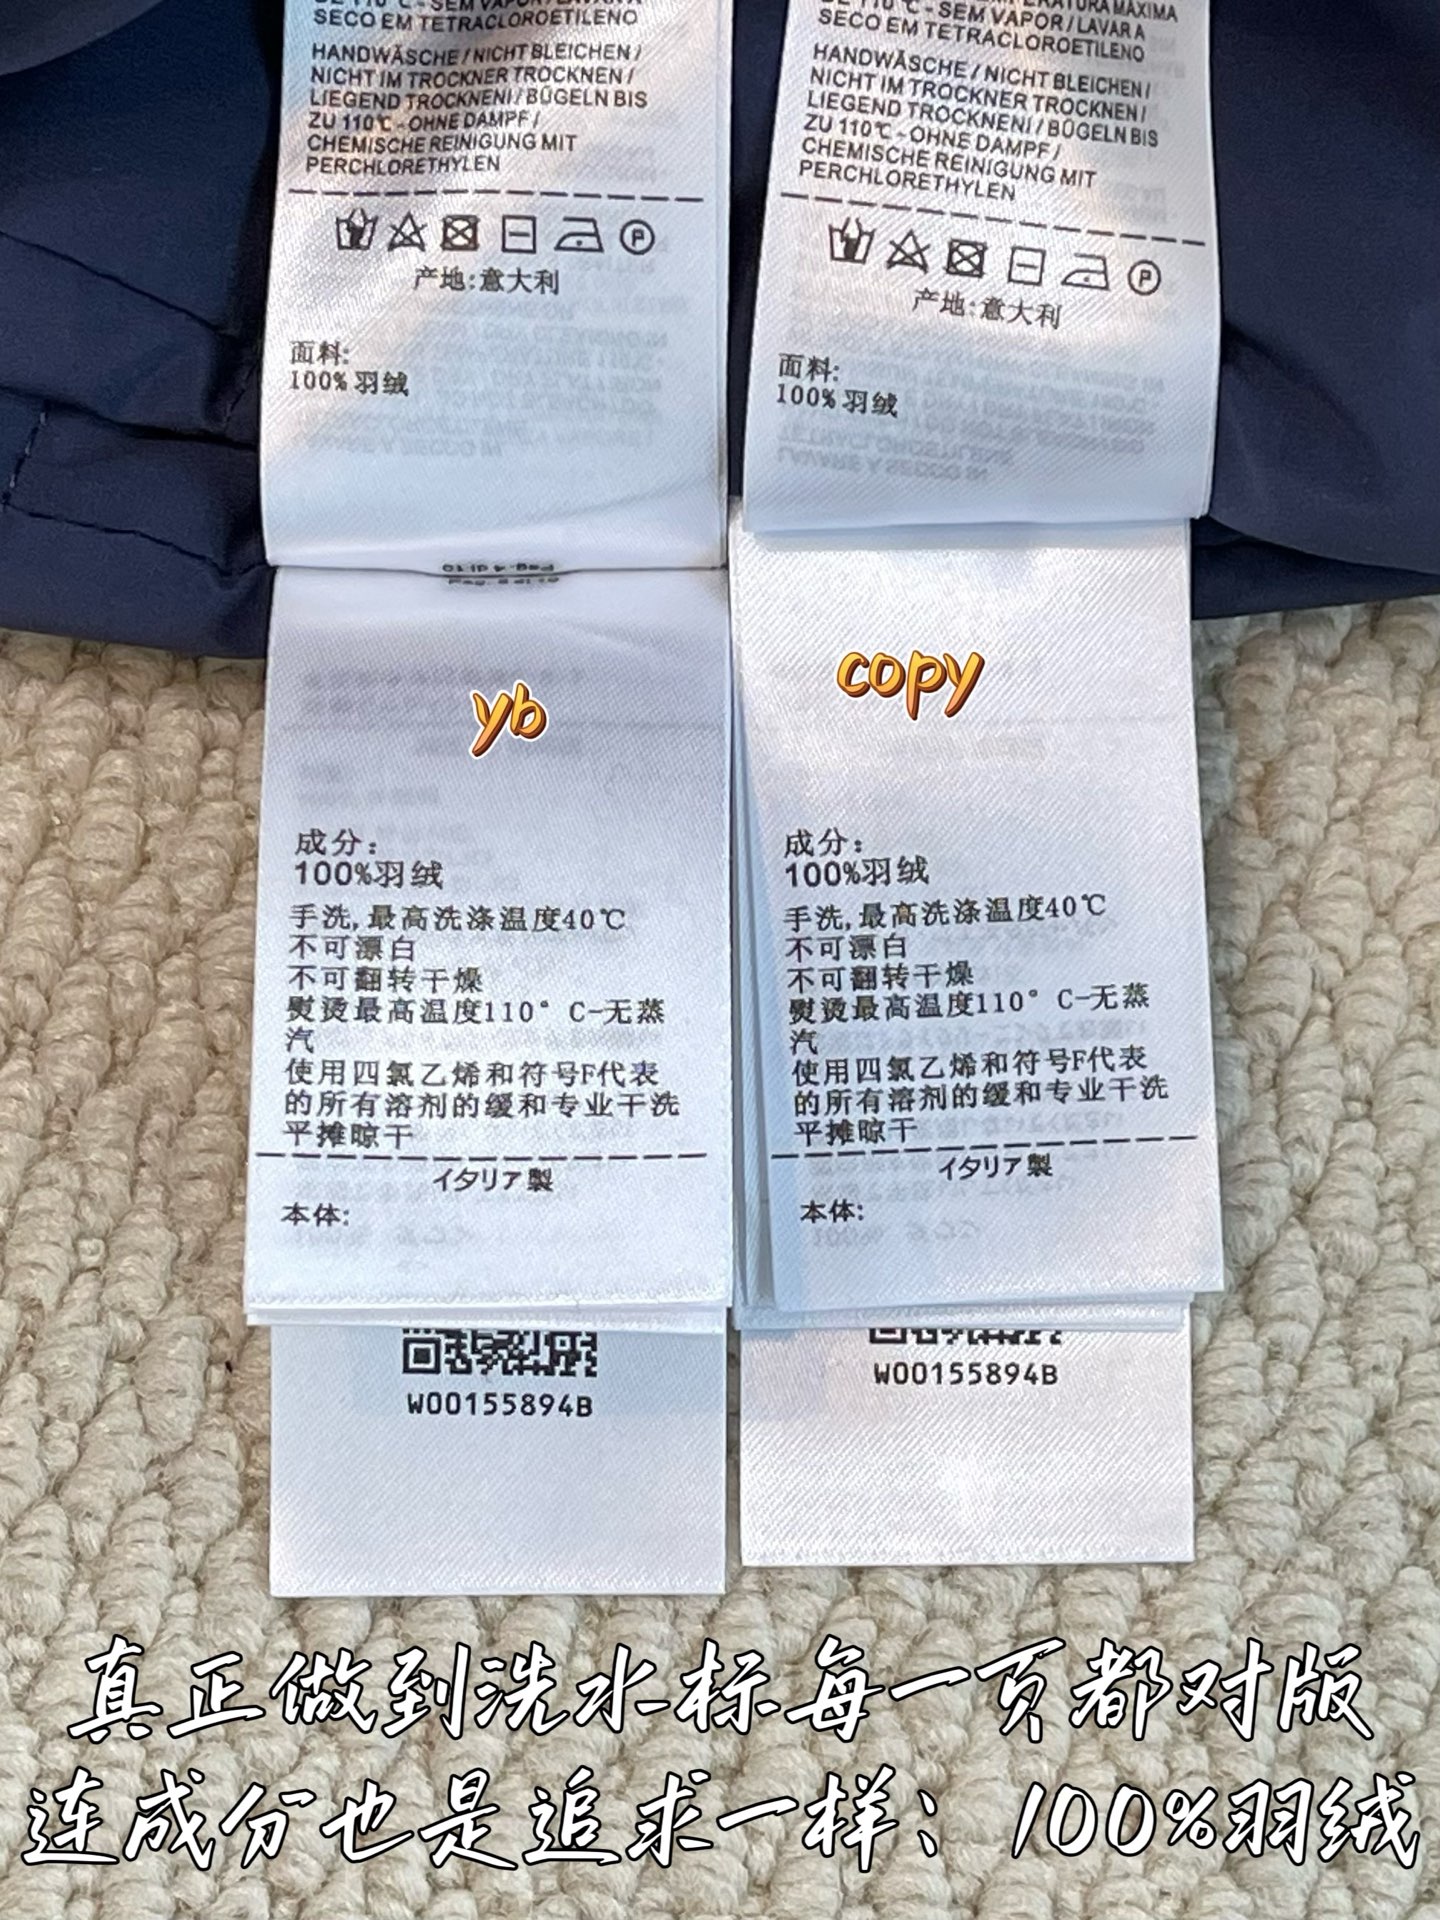 SECO EM TETRACLOROETILENO
HANDWÄSCHE / NICHT BLEICHEN /
NICHT IM TROCKNER TROCKNEN /
LIEGEND TROCKNENI / BÜGELN BIS
ZU 110℃ - OHNE DAMPF /
CHEMISCHE REINIGUNG MIT
PERCHLORETHYLEN
产地:意大利
面料:
100% 羽绒
Pag. 4 di 10
yb
成分:
100%羽绒
手洗,最高洗涤温度40℃
不可漂白
不可翻转干燥
熨烫最高温度110° C-无蒸
汽
使用四氯乙烯和符号F代表
的所有溶剂的缓和专业干洗
平摊晾干
イタリア製
本体:
W00155894B
DE 110℃ - SEM VAPOR / LAVAR A
SECO EM TETRACLOROETILENO
HANDWÄSCHE / NICHT BLEICHEN /
NICHT IM TROCKNER TROCKNEN /
LIEGEND TROCKNENI / BÜGELN BIS
ZU 110℃ - OHNE DAMPF /
CHEMISCHE REINIGUNG MIT
PERCHLORETHYLEN
产地:意大利
面料:
100% 羽绒
copy
成分:
100%羽绒
手洗,最高洗涤温度40℃
不可漂白
不可翻转干燥
熨烫最高温度110° C-无蒸
汽
使用四氯乙烯和符号F代表
的所有溶剂的缓和专业干洗
平摊晾干
イタリア製
本体:
W00155894B
真正做到洗水标每一页都对版
连成分也是追求一样：100%羽绒